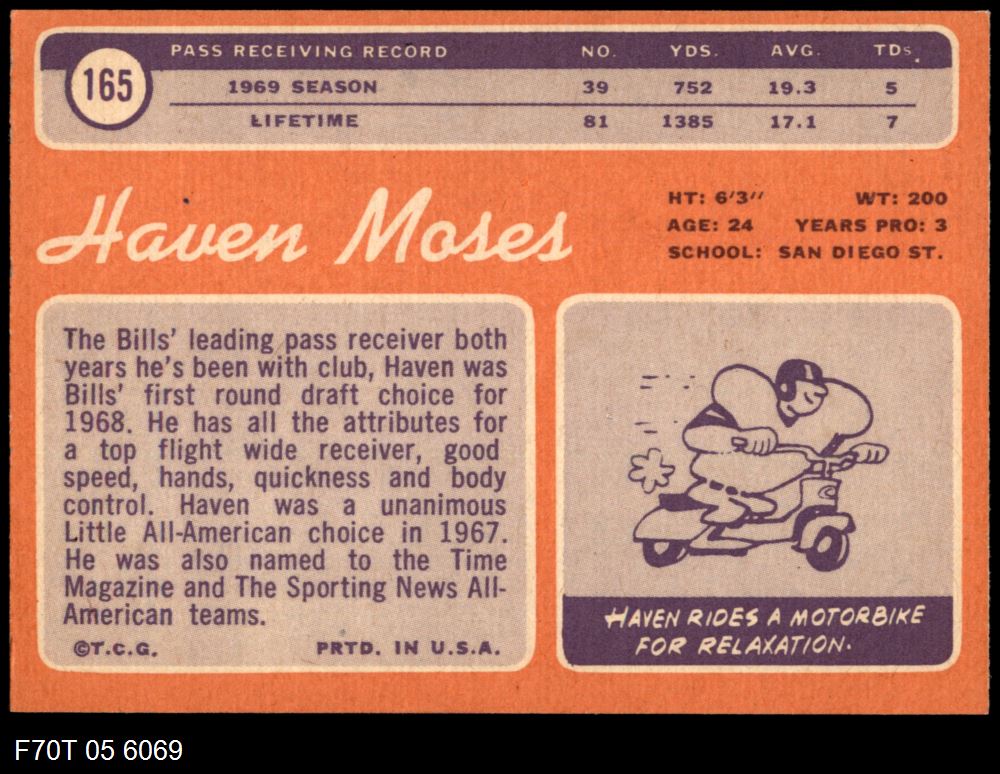 165
PASS RECEIVING RECORD NO. YDS. AVG. TDs.
1969 SEASON 39 752 19.3 5
LIFETIME 81 1385 17.1 7
Haven Moses
HT: 6'3" WT: 200
AGE: 24 YEARS PRO: 3
SCHOOL: SAN DIEGO ST.
The Bills' leading pass receiver both
years he's been with club, Haven was
Bills' first round draft choice for
1968. He has all the attributes for
a top flight wide receiver, good
speed, hands, quickness and body
control. Haven was a unanimous
Little All-American choice in 1967.
He was also named to the Time
Magazine and The Sporting News All-
American teams.
©T.C.G. PRTD. IN U.S.A.
HAVEN RIDES A MOTORBIKE
FOR RELAXATION.
F70T 05 6069